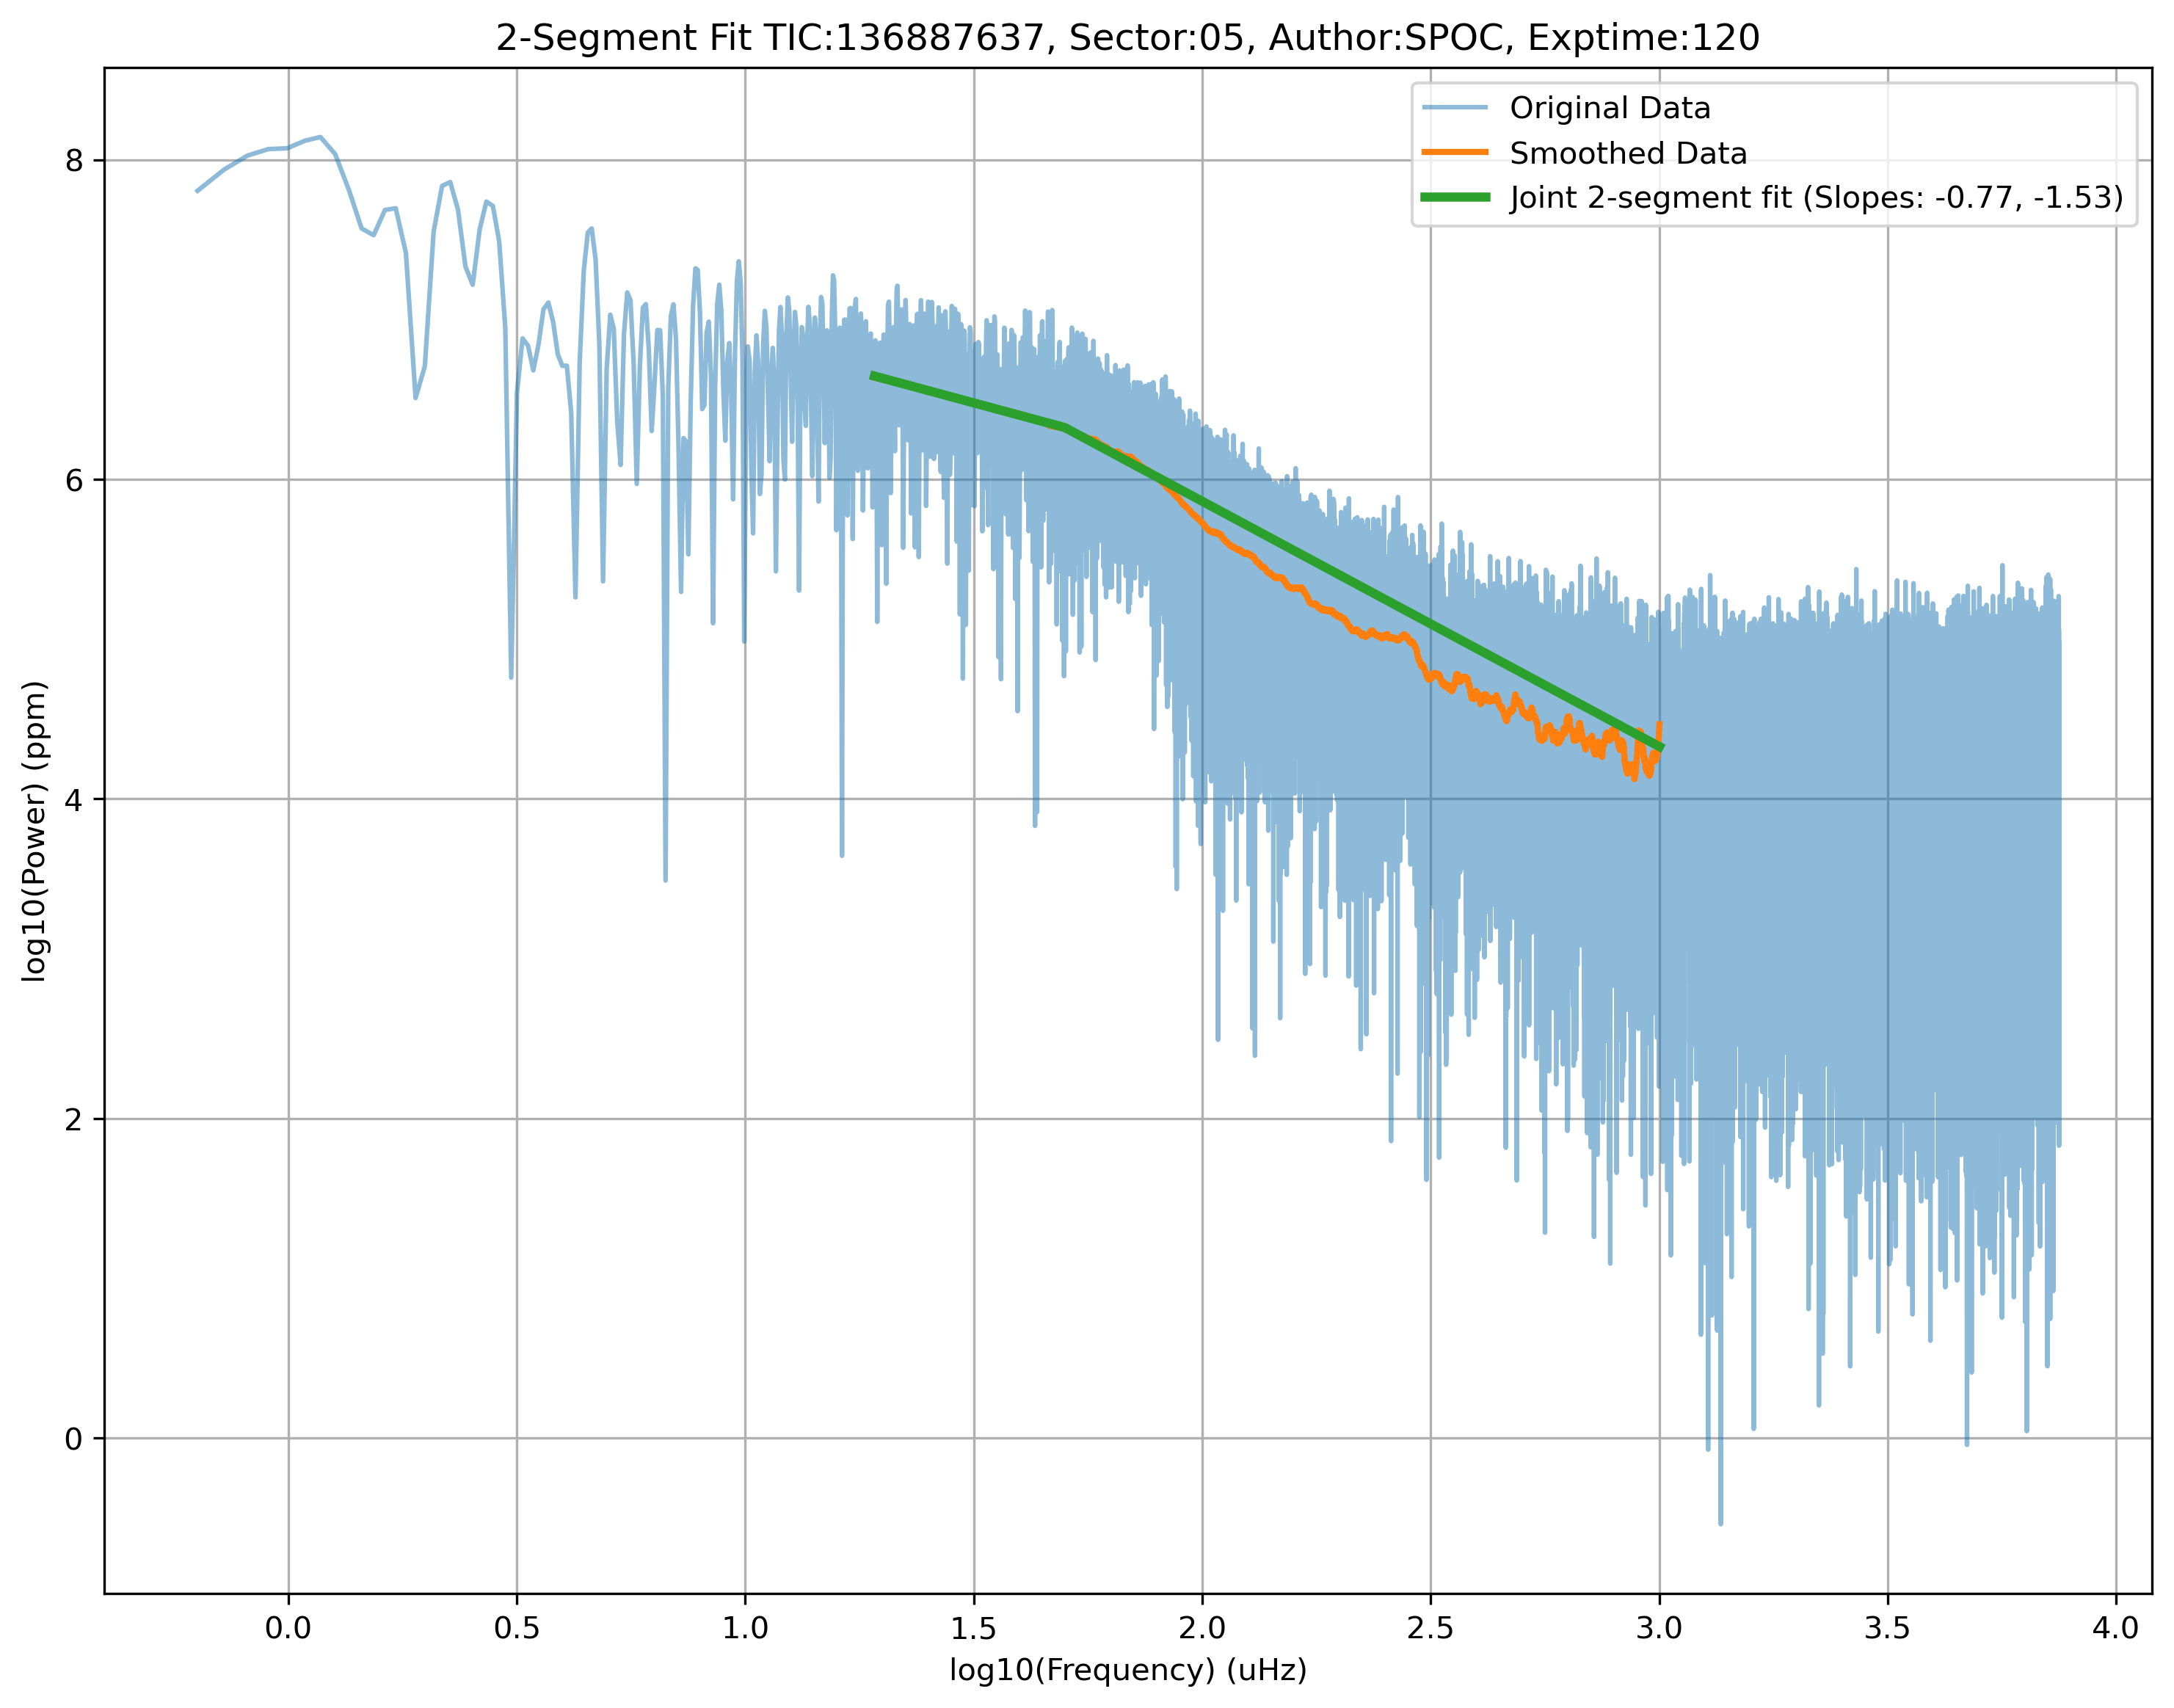 2-Segment Fit TIC:136887637, Sector:05, Author:SPOC, Exptime:120
Original Data
Smoothed Data
Joint 2-segment fit (Slopes: -0.77, -1.53)
log10(Power) (ppm)
8
6
4
2
0
0.0 0.5 1.0 1.5 2.0 2.5 3.0 3.5 4.0
log10(Frequency) (uHz)